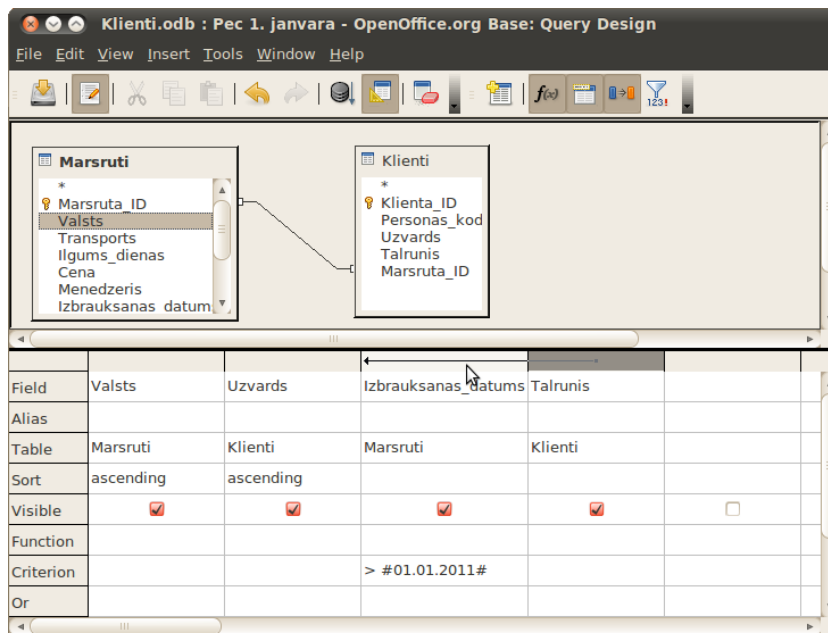 Klienti.odb : Pec 1. janvara - OpenOffice.org Base: Query Design
File Edit View Insert Tools Window Help
f(x) 123!
Marsruti
*
Marsruta_ID
Valsts
Transports
Ilgums_dienas
Cena
Menedzeris
Izbrauksanas_datum
Klienti
*
Klienta_ID
Personas_kod
Uzvards
Talrunis
Marsruta_ID
Field Valsts Uzvards Izbrauksanas_datums Talrunis
Alias
Table Marsruti Klienti Marsruti Klienti
Sort ascending ascending
Visible
Function
Criterion > #01.01.2011#
Or